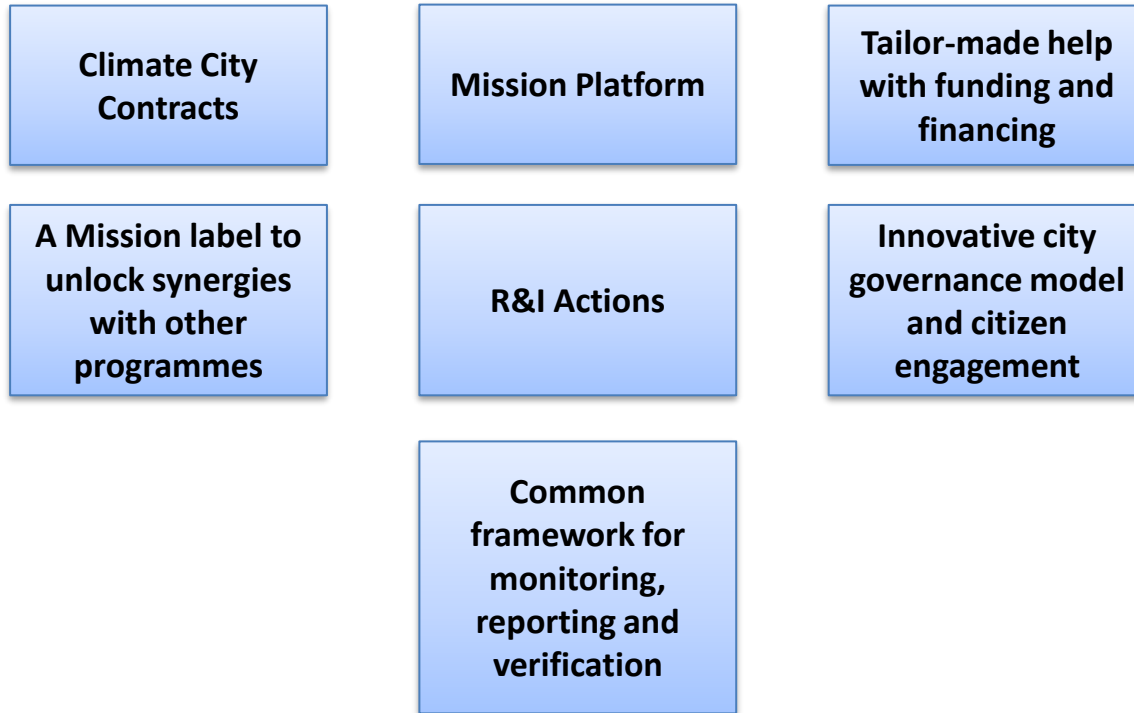 Climate City
Contracts
Mission Platform
Tailor-made help
with funding and
financing
A Mission label to
unlock synergies
with other
programmes
R&I Actions
Innovative city
governance model
and citizen
engagement
Common
framework for
monitoring,
reporting and
verification